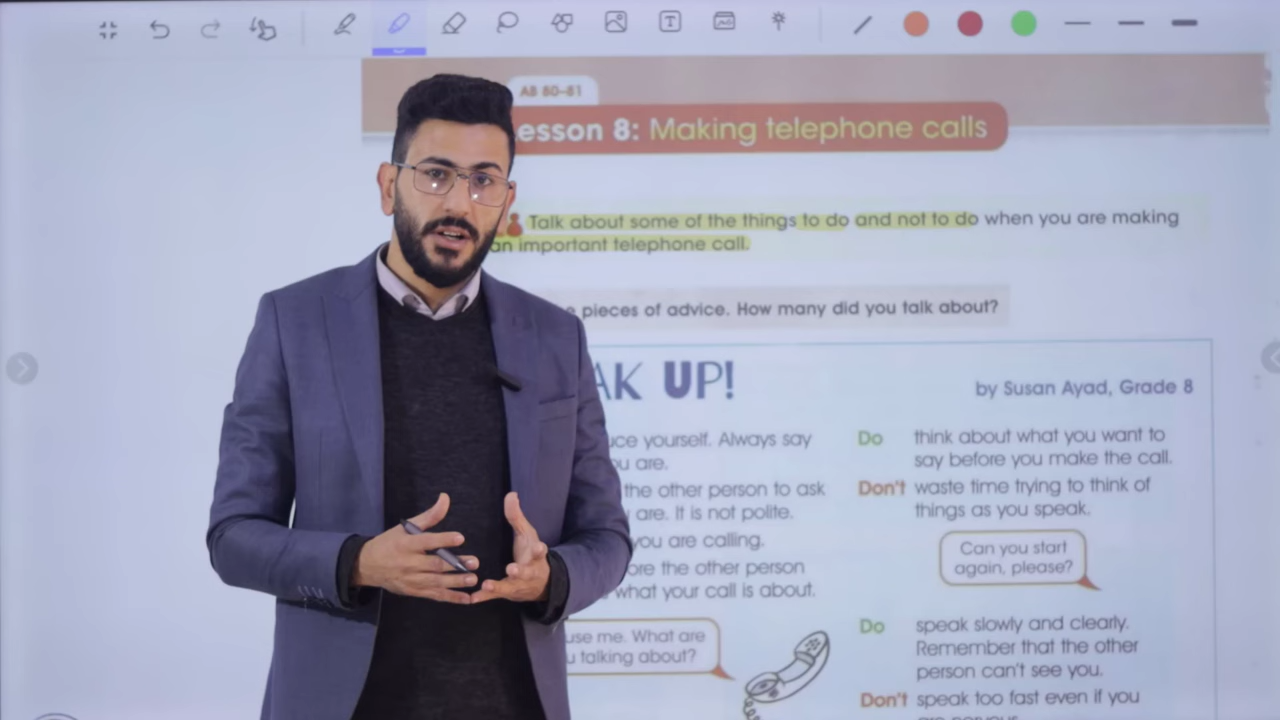 AB 80–81
esson 8: Making telephone calls
Talk about some of the things to do and not to do when you are making
an important telephone call.
pieces of advice. How many did you talk about?
AK UP!
by Susan Ayad, Grade 8
uce yourself. Always say
u are.
the other person to ask
are. It is not polite.
you are calling.
ore the other person
what your call is about.
use me. What are
u talking about?
Do think about what you want to
say before you make the call.
Don't waste time trying to think of
things as you speak.
Can you start
again, please?
Do speak slowly and clearly.
Remember that the other
person can't see you.
Don't speak too fast even if you